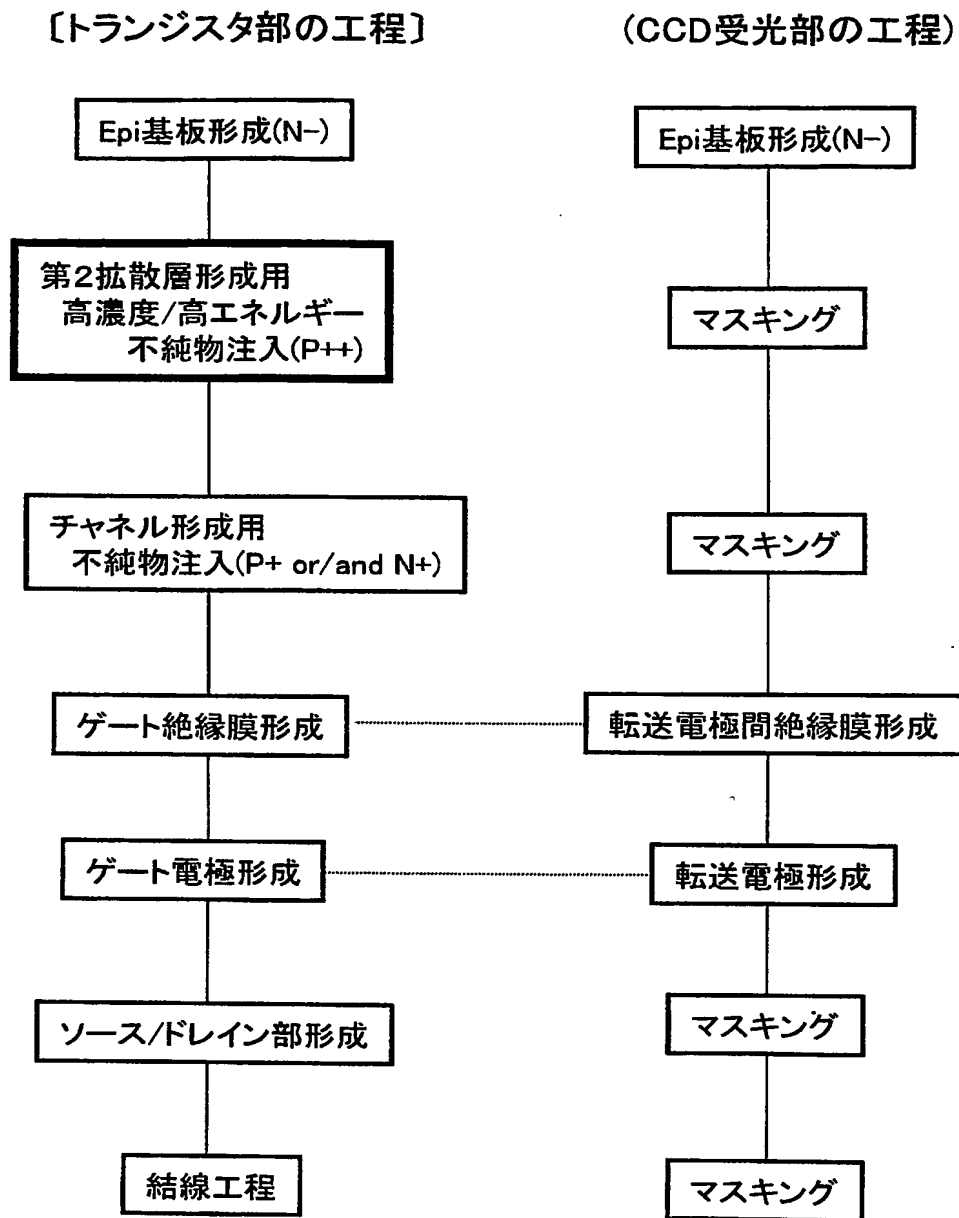 〔トランジスタ部の工程〕
Epi基板形成(N-)
第2拡散層形成用
高濃度/高エネルギー
不純物注入(P++)
チャネル形成用
不純物注入(P+ or/and N+)
ゲート絶縁膜形成
ゲート電極形成
ソース/ドレイン部形成
結線工程
(CCD受光部の工程)
Epi基板形成(N-)
マスキング
マスキング
転送電極間絶縁膜形成
転送電極形成
マスキング
マスキング